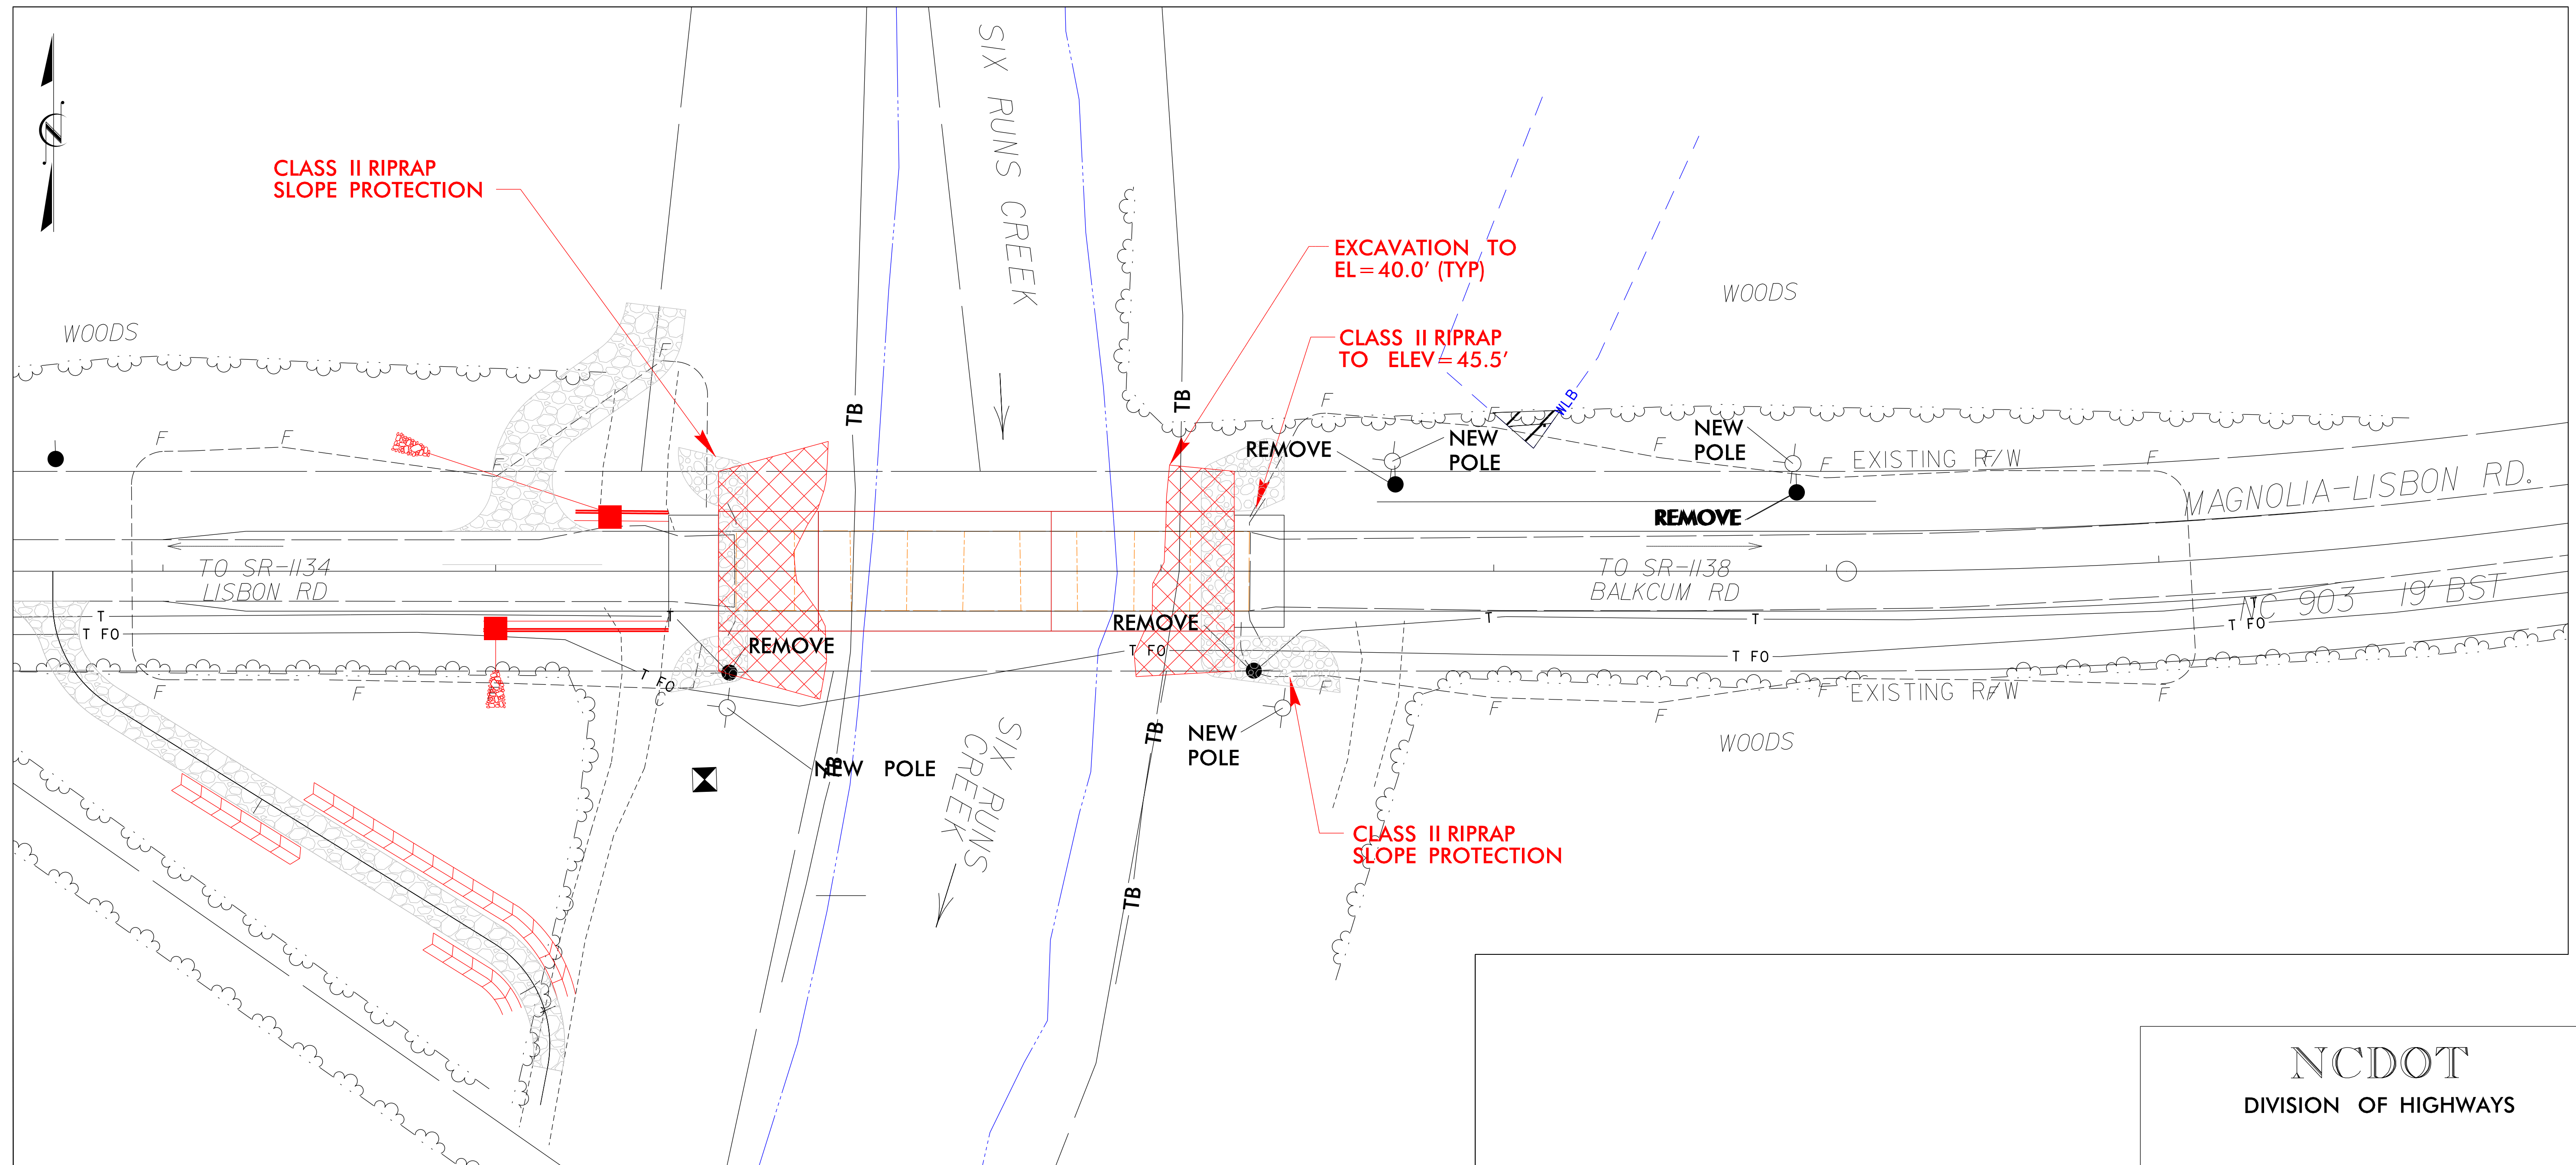 SIX RUNS CREEK
CLASS II RIPRAP
SLOPE PROTECTION
EXCAVATION TO
EL=40.0' (TYP)
WOODS
WOODS
CLASS II RIPRAP
TO ELEV=45.5'
F
TB
TB
WLB
F
F
F
F
REMOVE
NEW
POLE
F
NEW
POLE
F
EXISTING R/W
F
F
MAGNOLIA-LISBON RD.
REMOVE
TO SR-1134
LISBON RD
TO SR-1138
BALKCUM RD
NC 903 19' BST
T
T
T
T
T
T FO
T FO
REMOVE
REMOVE
T FO
T FO
T FO
F
F
F
F
F
F
EXISTING R/W
F
F
WOODS
NEW POLE
TB
TB
NEW
POLE
SIX RUNS
CREEK
CLASS II RIPRAP
SLOPE PROTECTION
TB
NCDOT
DIVISION OF HIGHWAYS